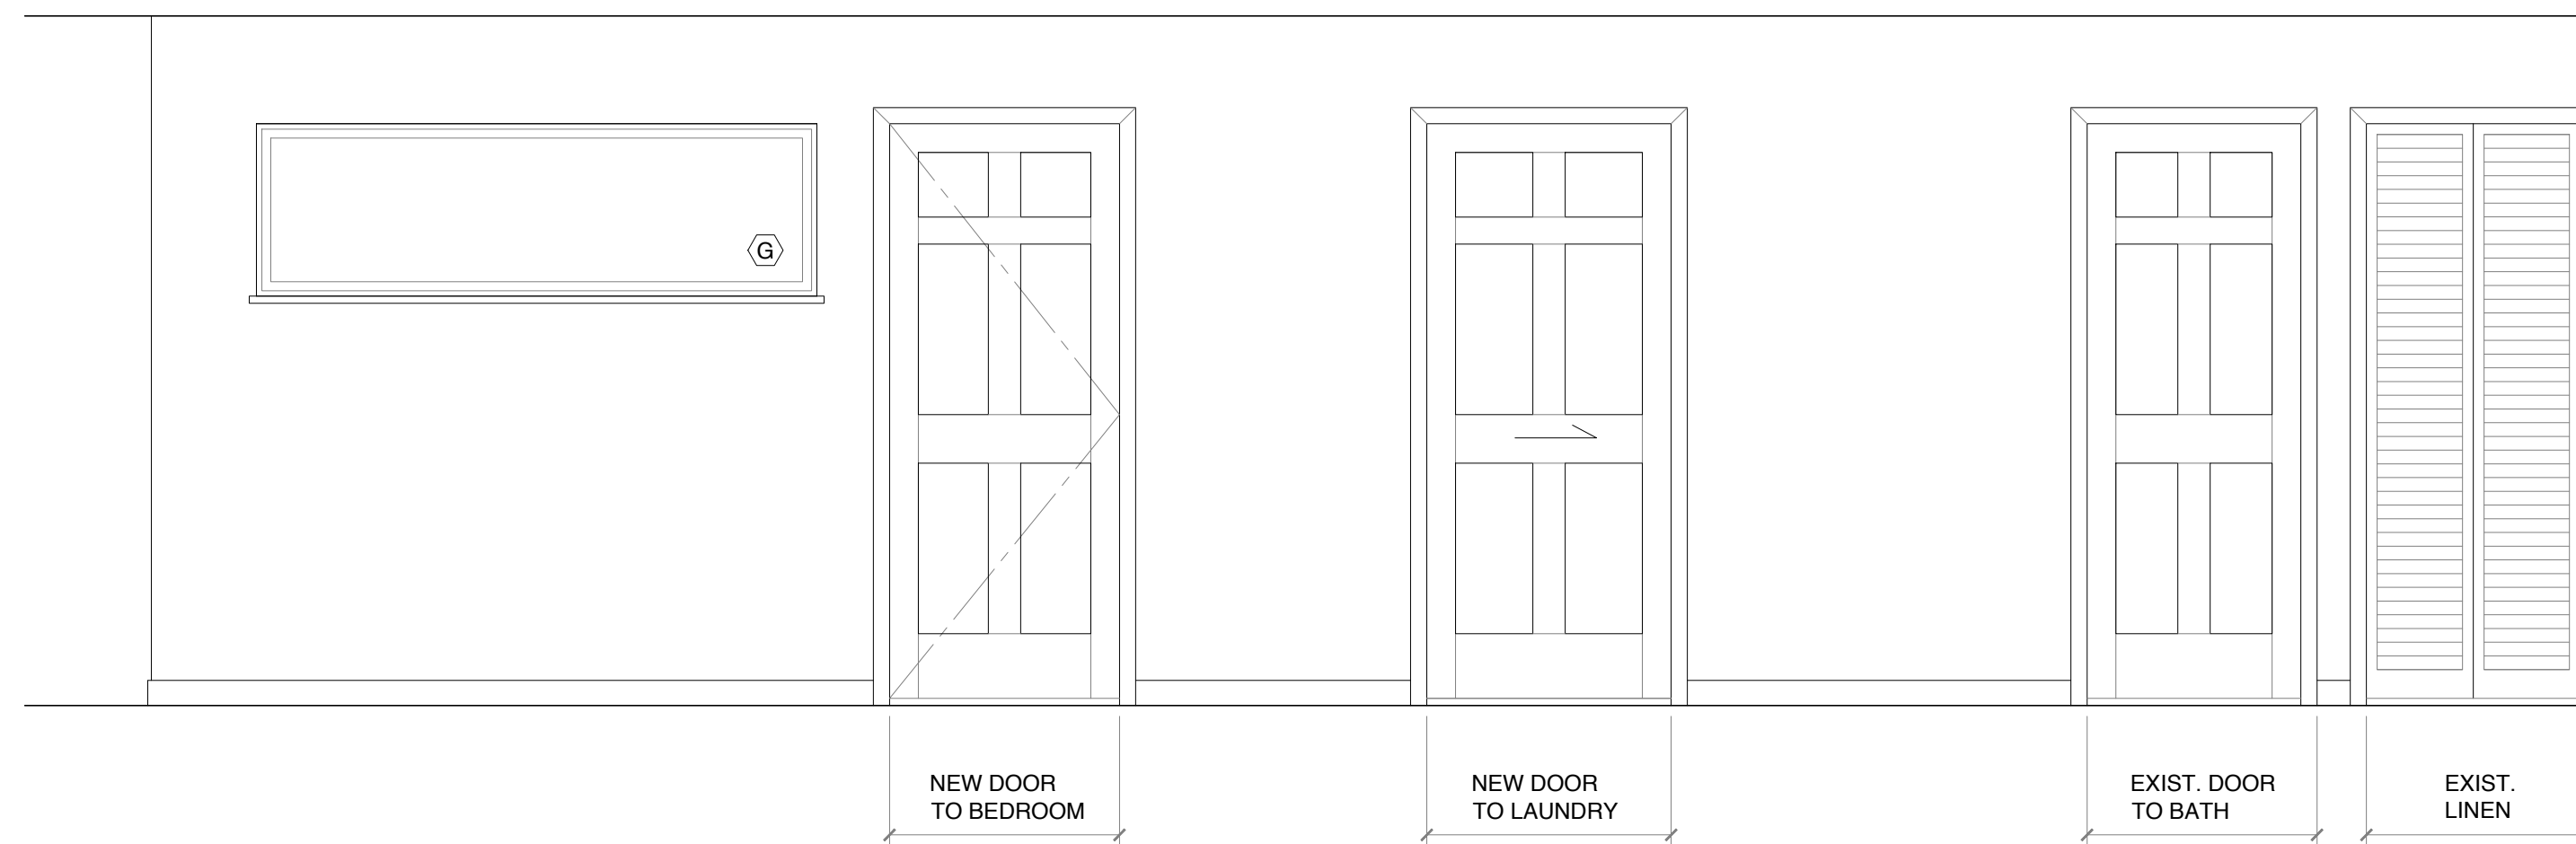 G
NEW DOOR
TO BEDROOM
NEW DOOR
TO LAUNDRY
EXIST. DOOR
TO BATH
EXIST.
LINEN